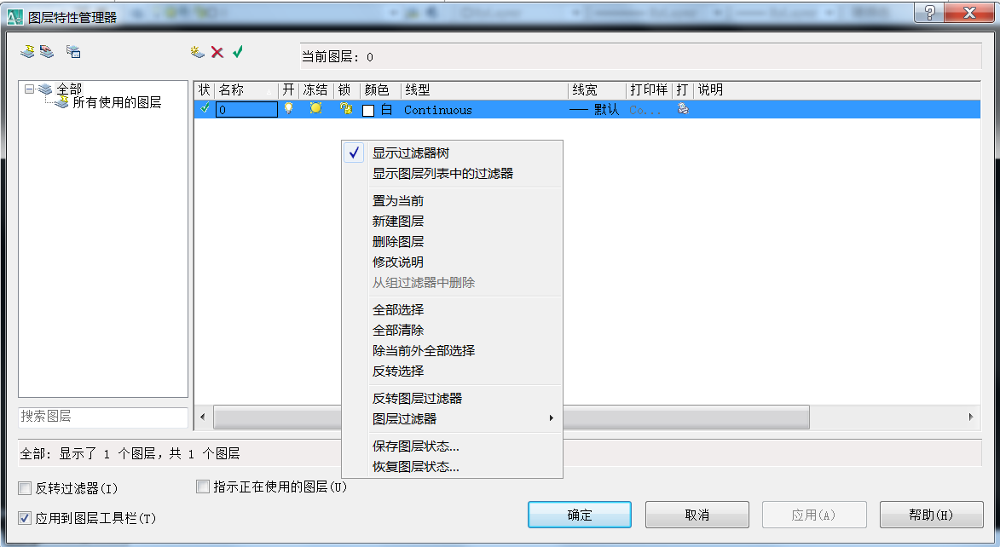 图层特性管理器
当前图层: 0
全部
所有使用的图层
状 名称 开 冻结 锁 颜色 线型 线宽 打印样 打 说明
0 白 Continuous 默认 Co...
显示过滤器树
显示图层列表中的过滤器
置为当前
新建图层
删除图层
修改说明
从组过滤器中删除
全部选择
全部清除
除当前外全部选择
反转选择
反转图层过滤器
图层过滤器
保存图层状态...
恢复图层状态...
搜索图层
全部: 显示了 1 个图层，共 1 个图层
反转过滤器(I)
指示正在使用的图层(U)
应用到图层工具栏(T)
确定 取消 应用(A) 帮助(H)